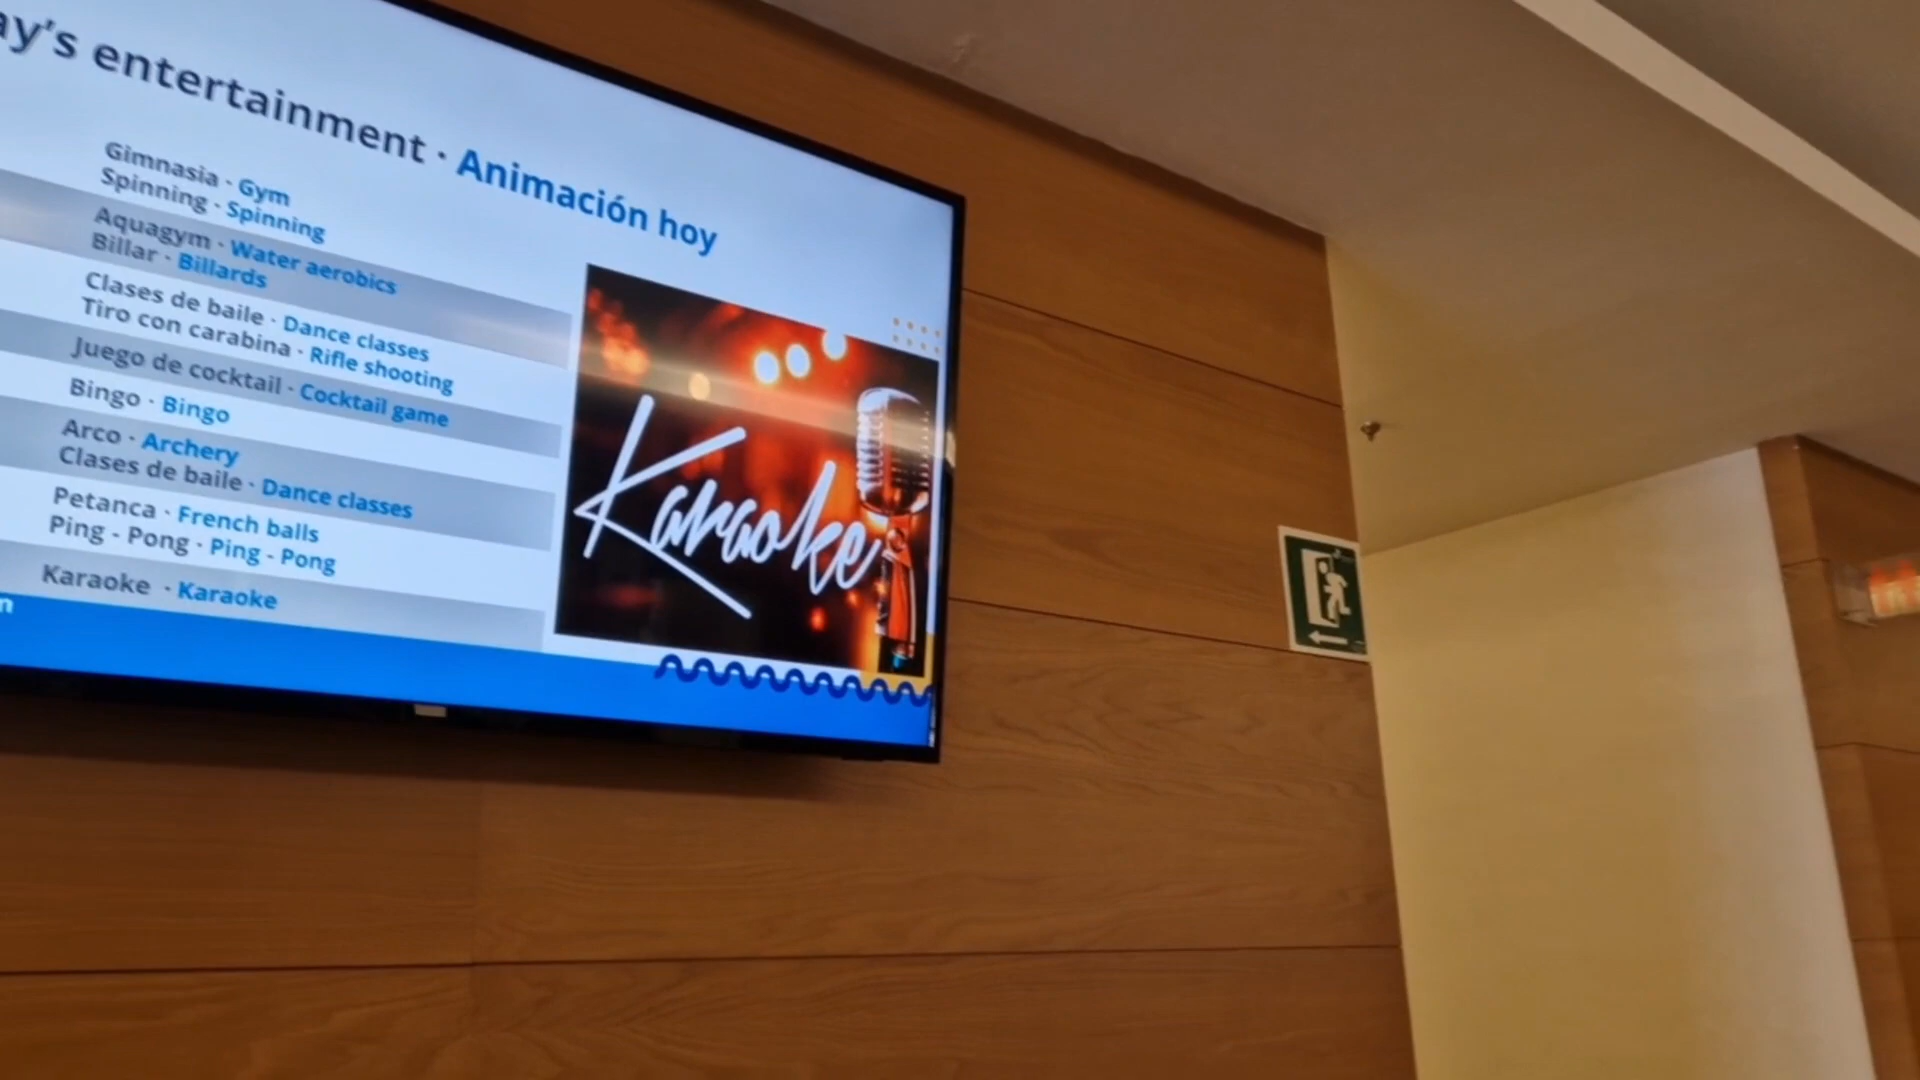 ay's entertainment · Animación hoy
Gimnasia · Gym
Spinning · Spinning
Aquagym · Water aerobics
Billar · Billards
Clases de baile · Dance classes
Tiro con carabina · Rifle shooting
Juego de cocktail · Cocktail game
Bingo · Bingo
Arco · Archery
Clases de baile · Dance classes
Petanca · French balls
Ping - Pong · Ping - Pong
Karaoke · Karaoke
Karaoke